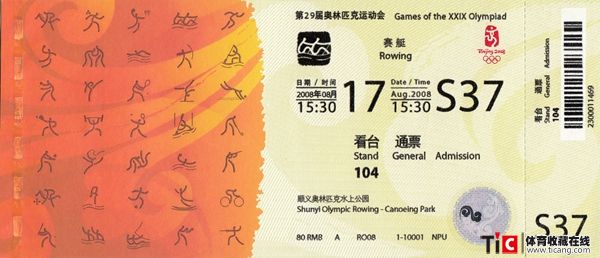 第29届奥林匹克运动会 Games of the XXIX Olympiad
赛艇
Rowing
Beijing 2008
日期/时间
2008年08月
15:30
17
Date / Time
Aug.2008
15:30
S37
看台 通票
Stand General Admission
104
顺义奥林匹克水上公园
Shunyi Olympic Rowing - Canoeing Park
80 RMB A RO08 1-10001 NPU
看台 通票
Stand General Admission
104
2300011469
S37
TIC 体育收藏在线
www.ticang.com